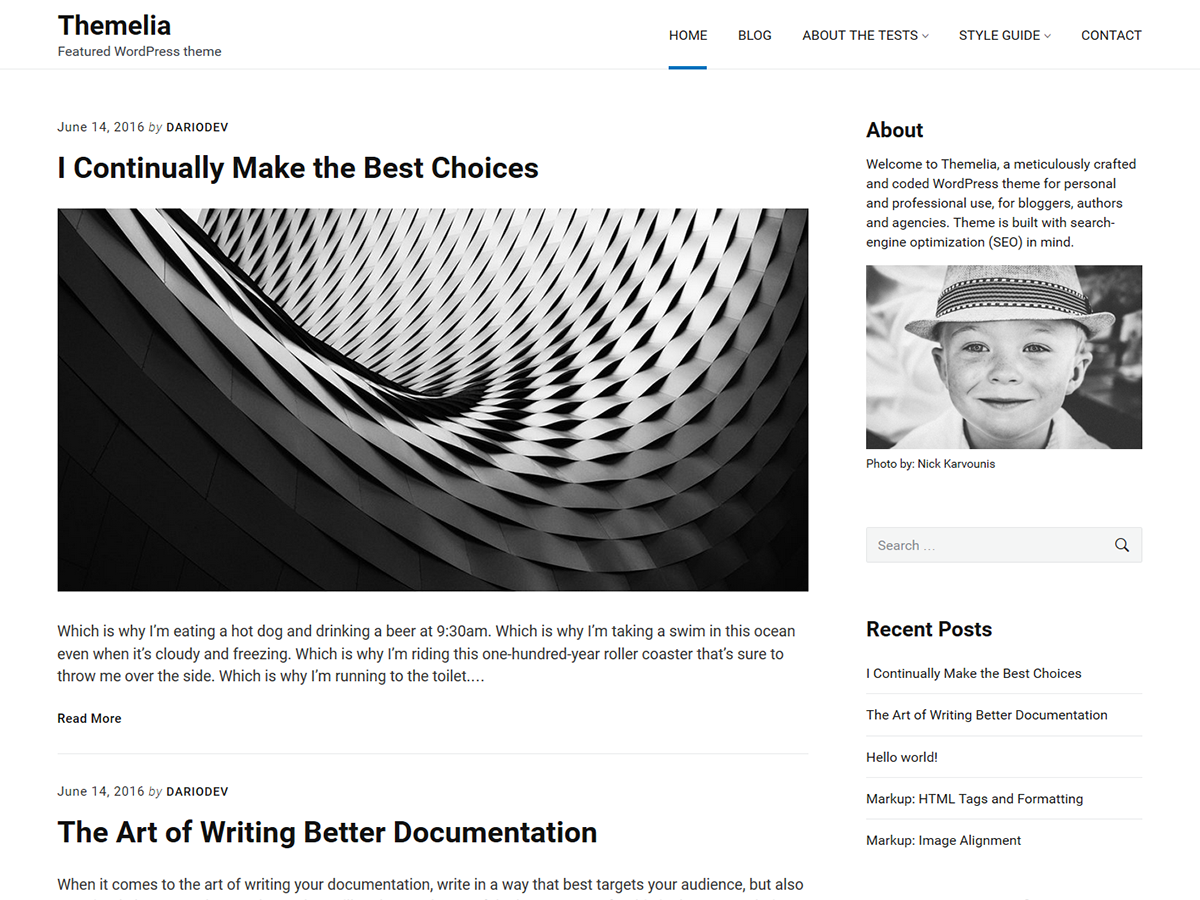 Themelia
Featured WordPress theme
HOME BLOG ABOUT THE TESTS STYLE GUIDE CONTACT
June 14, 2016 by DARIODEV
I Continually Make the Best Choices
Which is why I’m eating a hot dog and drinking a beer at 9:30am. Which is why I’m taking a swim in this ocean
even when it’s cloudy and freezing. Which is why I’m riding this one-hundred-year roller coaster that’s sure to
throw me over the side. Which is why I’m running to the toilet.…
Read More
June 14, 2016 by DARIODEV
The Art of Writing Better Documentation
When it comes to the art of writing your documentation, write in a way that best targets your audience, but also
About
Welcome to Themelia, a meticulously crafted
and coded WordPress theme for personal
and professional use, for bloggers, authors
and agencies. Theme is built with search-
engine optimization (SEO) in mind.
Photo by: Nick Karvounis
Search …
Recent Posts
I Continually Make the Best Choices
The Art of Writing Better Documentation
Hello world!
Markup: HTML Tags and Formatting
Markup: Image Alignment